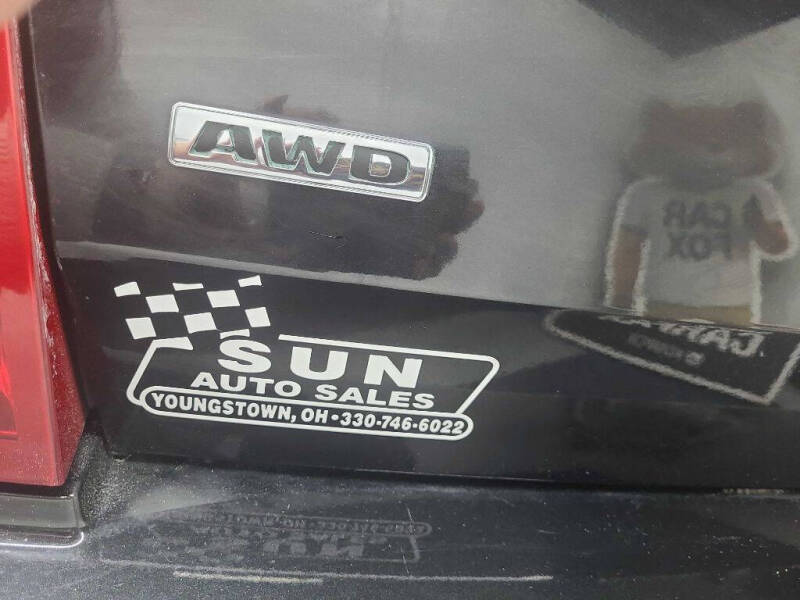 AWD
CAR
FOX
SUN
AUTO SALES
YOUNGSTOWN, OH • 330-746-6022